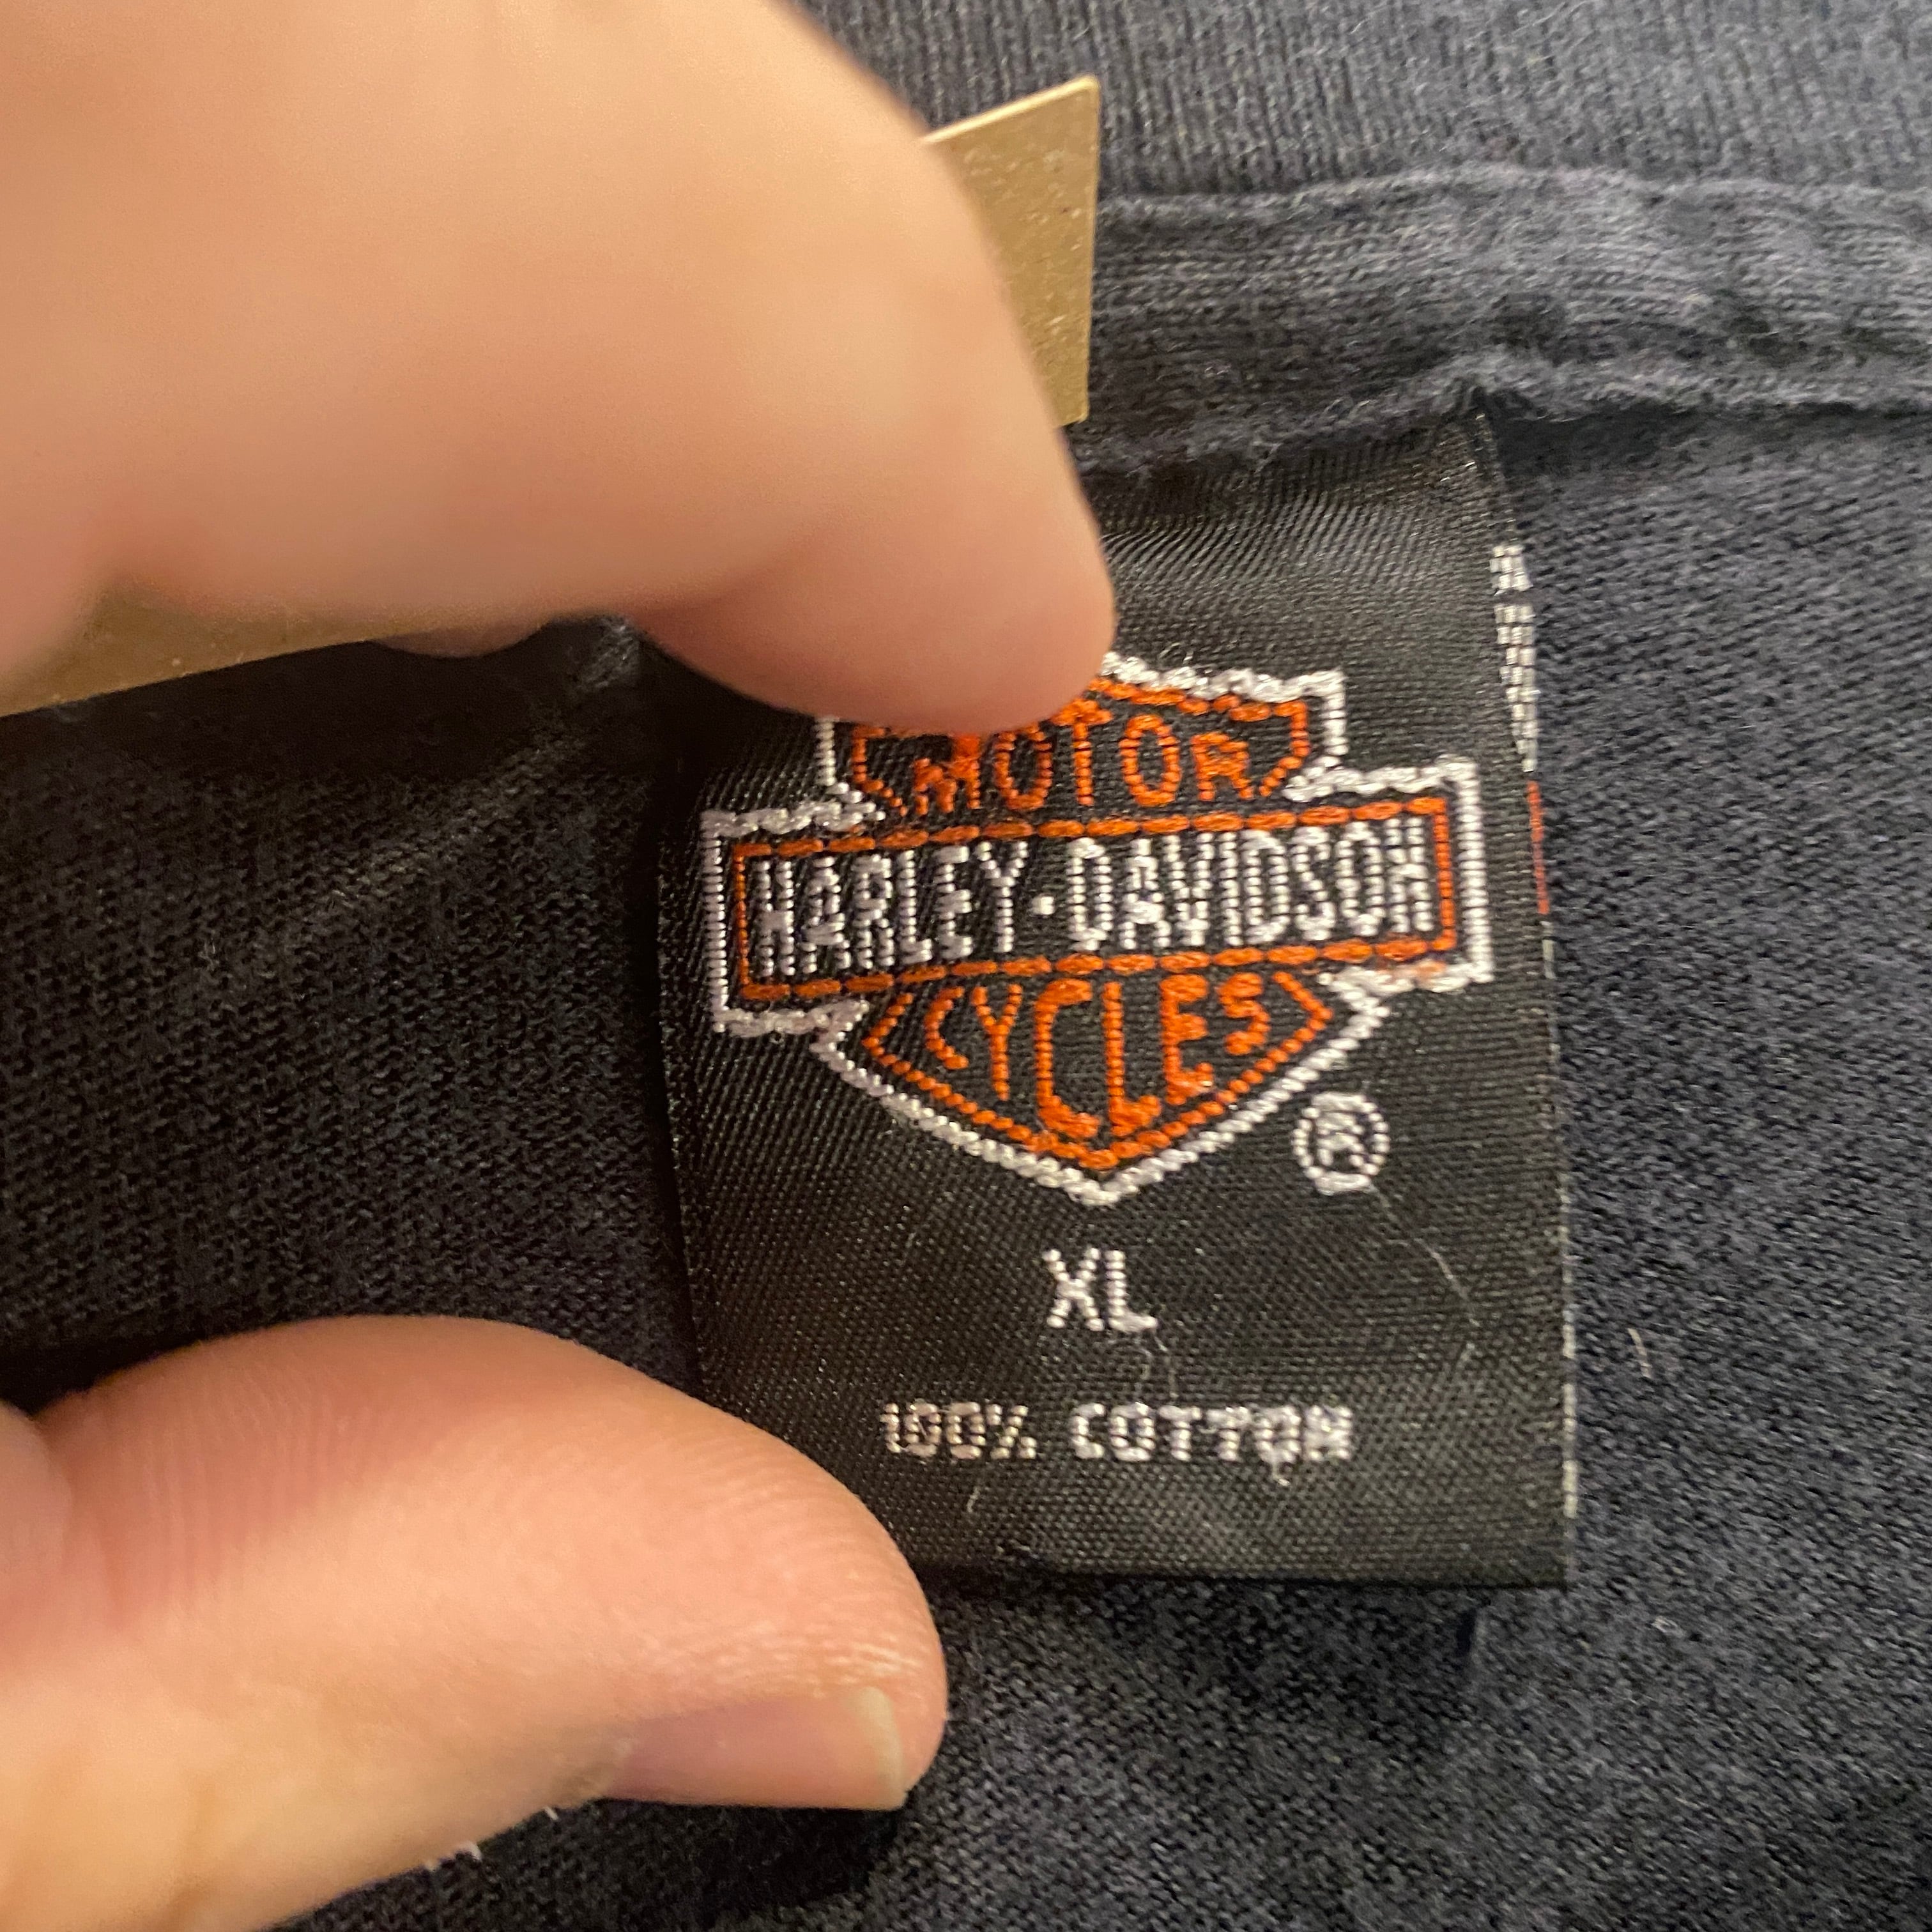 MOTOR
HARLEY-DAVIDSON
CYCLES
®
XL
100% COTTON